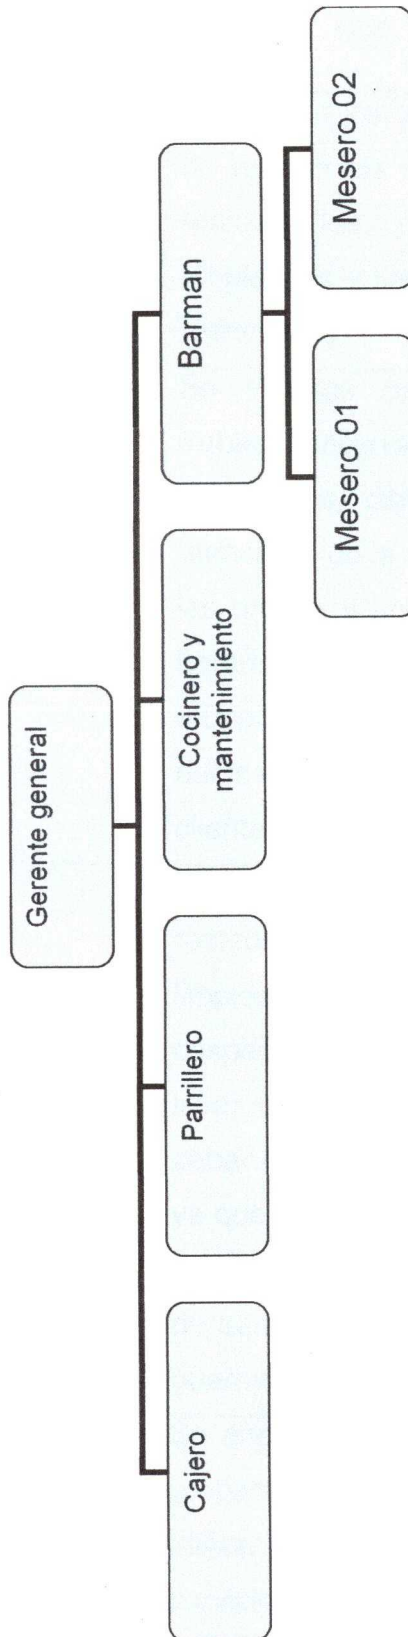 Gerente general
Cajero
Parrillero
Cocinero y
mantenimiento
Barman
Mesero 01
Mesero 02